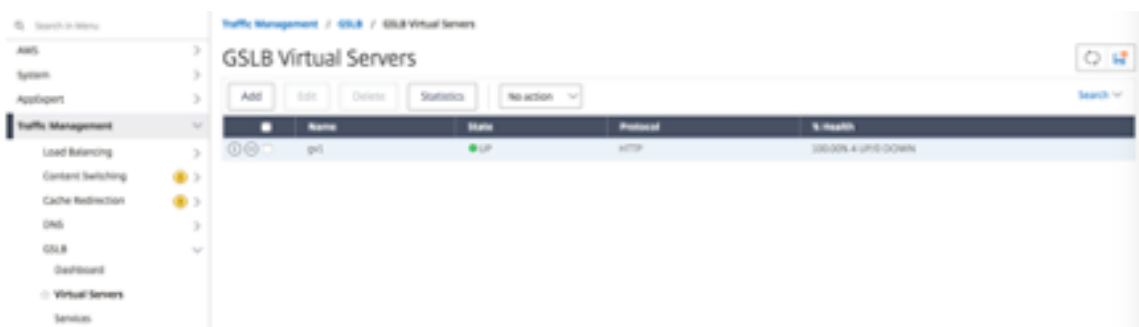 Search in Menu
AWS
System
AppExpert
Traffic Management
Load Balancing
Content Switching
Cache Redirection
DNS
GSLB
Dashboard
Virtual Servers
Services
Traffic Management / GSLB / GSLB Virtual Servers
GSLB Virtual Servers
Add Edit Delete Statistics No action Search
Name State Protocol % Health
gv1 UP HTTP 100.00% 4 UP/0 DOWN